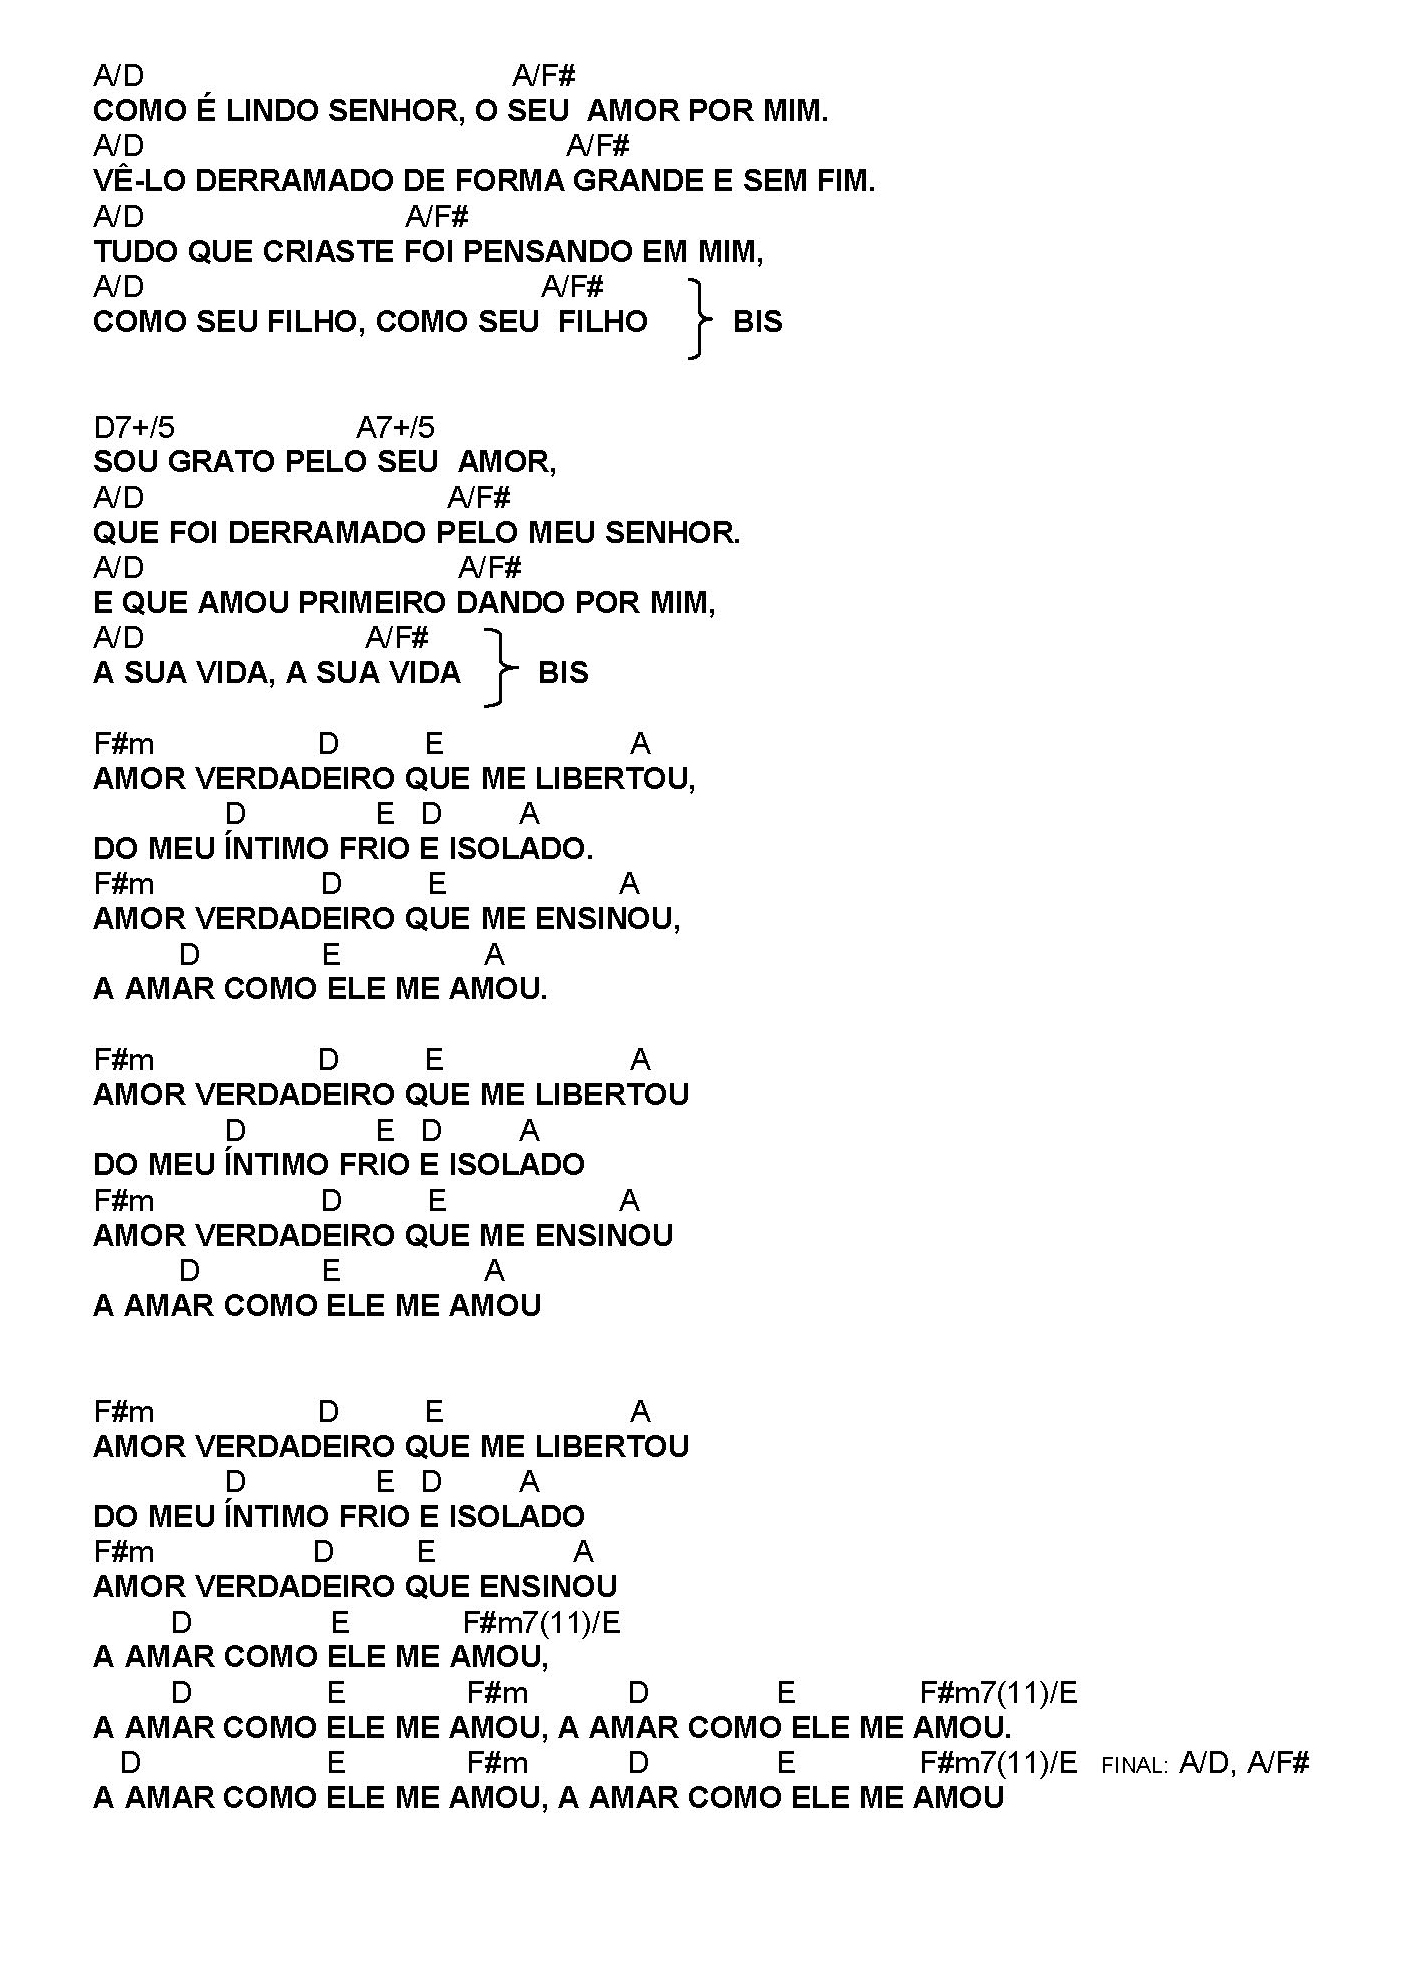 A/D A/F#
COMO É LINDO SENHOR, O SEU AMOR POR MIM.
A/D A/F#
VÊ-LO DERRAMADO DE FORMA GRANDE E SEM FIM.
A/D A/F#
TUDO QUE CRIASTE FOI PENSANDO EM MIM,
A/D A/F#
COMO SEU FILHO, COMO SEU FILHO BIS
D7+/5 A7+/5
SOU GRATO PELO SEU AMOR,
A/D A/F#
QUE FOI DERRAMADO PELO MEU SENHOR.
A/D A/F#
E QUE AMOU PRIMEIRO DANDO POR MIM,
A/D A/F#
A SUA VIDA, A SUA VIDA BIS
F#m D E A
AMOR VERDADEIRO QUE ME LIBERTOU,
D E D A
DO MEU ÍNTIMO FRIO E ISOLADO.
F#m D E A
AMOR VERDADEIRO QUE ME ENSINOU,
D E A
A AMAR COMO ELE ME AMOU.
F#m D E A
AMOR VERDADEIRO QUE ME LIBERTOU
D E D A
DO MEU ÍNTIMO FRIO E ISOLADO
F#m D E A
AMOR VERDADEIRO QUE ME ENSINOU
D E A
A AMAR COMO ELE ME AMOU
F#m D E A
AMOR VERDADEIRO QUE ME LIBERTOU
D E D A
DO MEU ÍNTIMO FRIO E ISOLADO
F#m D E A
AMOR VERDADEIRO QUE ENSINOU
D E F#m7(11)/E
A AMAR COMO ELE ME AMOU,
D E F#m D E F#m7(11)/E
A AMAR COMO ELE ME AMOU, A AMAR COMO ELE ME AMOU.
D E F#m D E F#m7(11)/E FINAL: A/D, A/F#
A AMAR COMO ELE ME AMOU, A AMAR COMO ELE ME AMOU